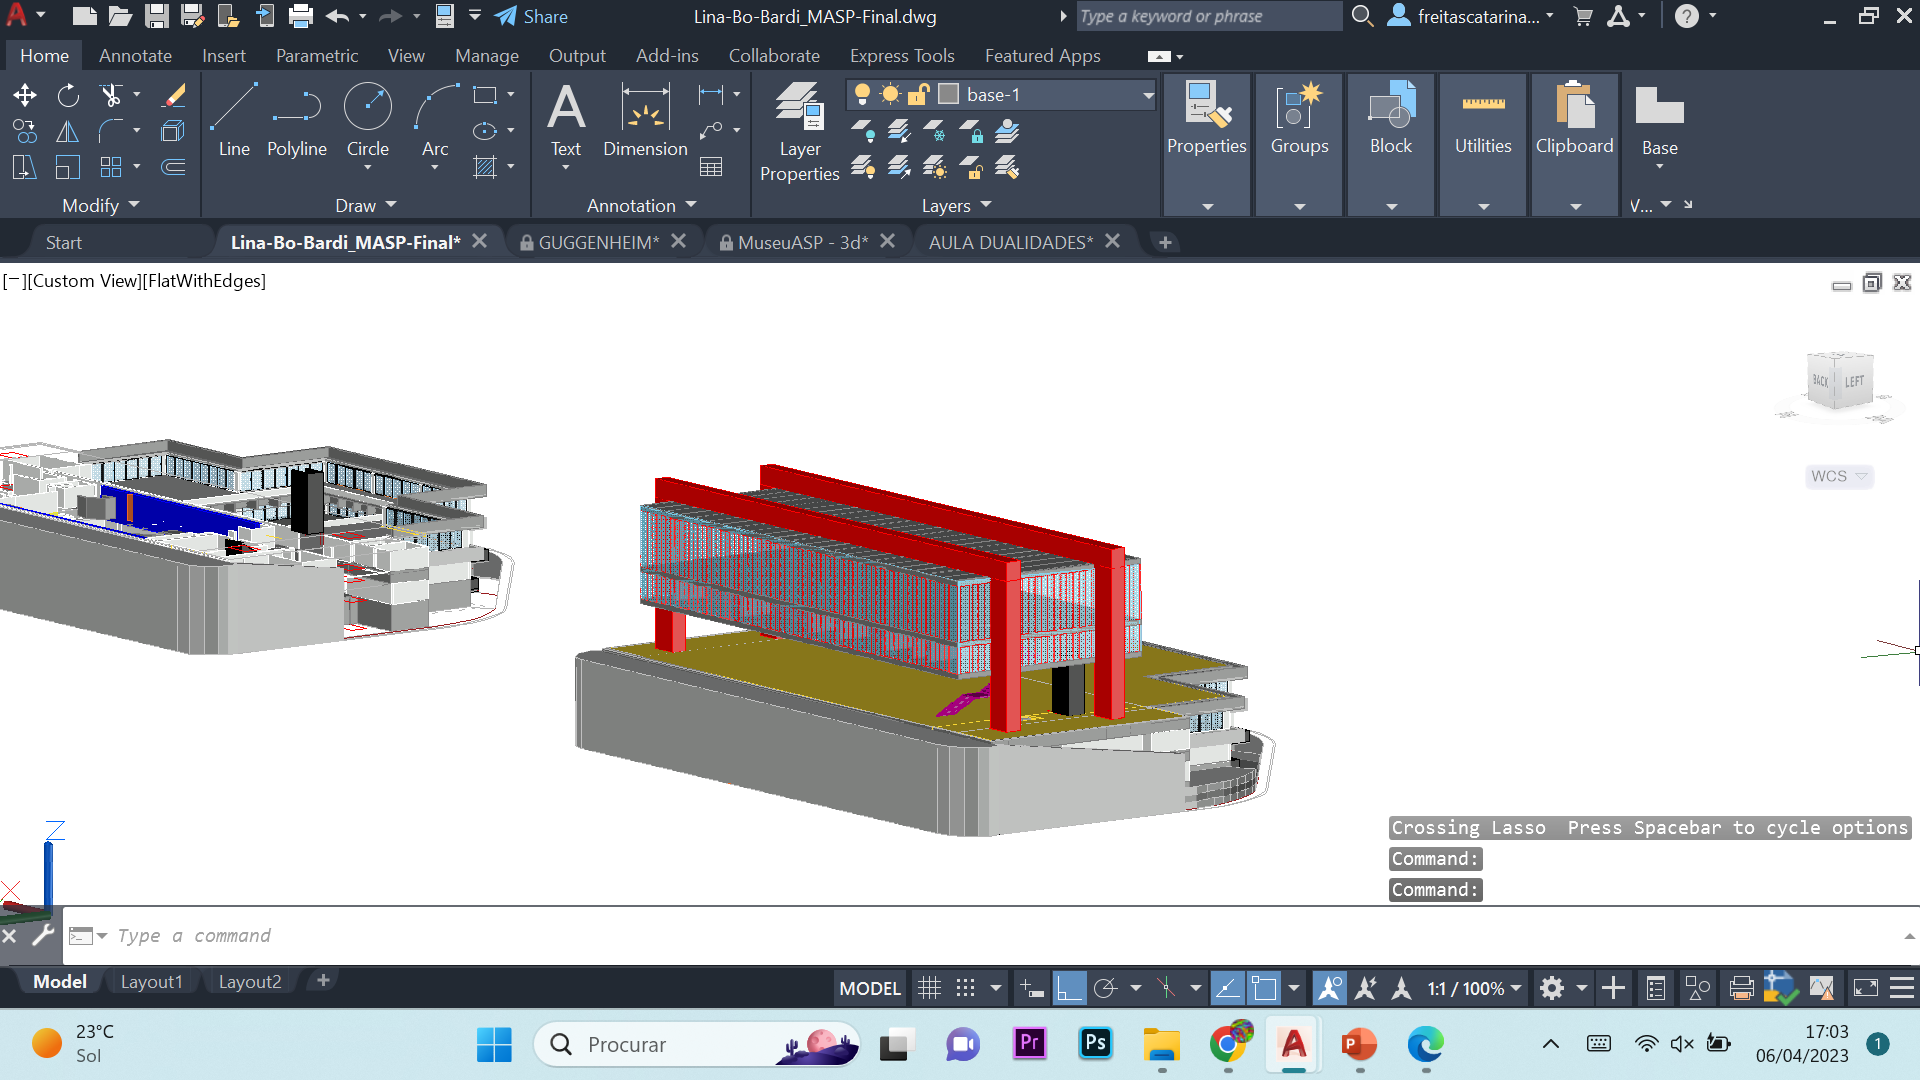 Share
Lina-Bo-Bardi_MASP-Final.dwg
Type a keyword or phrase
freitascatarina...
Home Annotate Insert Parametric View Manage Output Add-ins Collaborate Express Tools Featured Apps
base-1
Line Polyline Circle Arc Text Dimension Layer Properties
Properties Groups Block Utilities Clipboard Base
Modify Draw Annotation Layers V...
Start Lina-Bo-Bardi_MASP-Final* GUGGENHEIM* MuseuASP - 3d* AULA DUALIDADES*
[−][Custom View][FlatWithEdges]
BACK LEFT
WCS
Z
X
Crossing Lasso Press Spacebar to cycle options
Command:
Command:
Type a command
Model Layout1 Layout2
MODEL 1:1 / 100%
23°C
Sol
Procurar
Pr Ps
17:03
06/04/2023
1